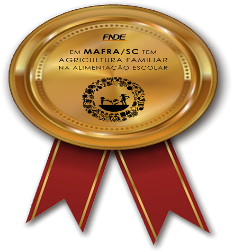 FNDE
EM MAFRA/SC TEM
AGRICULTURA FAMILIAR
NA ALIMENTAÇÃO ESCOLAR